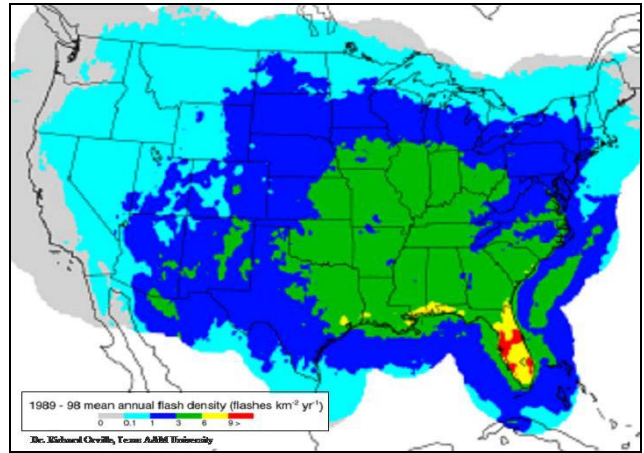 1989 - 98 mean annual flash density (flashes km⁻² yr⁻¹)
0 0.1 1 3 6 9 >
Dr. Richard Orville, Texas A&M University